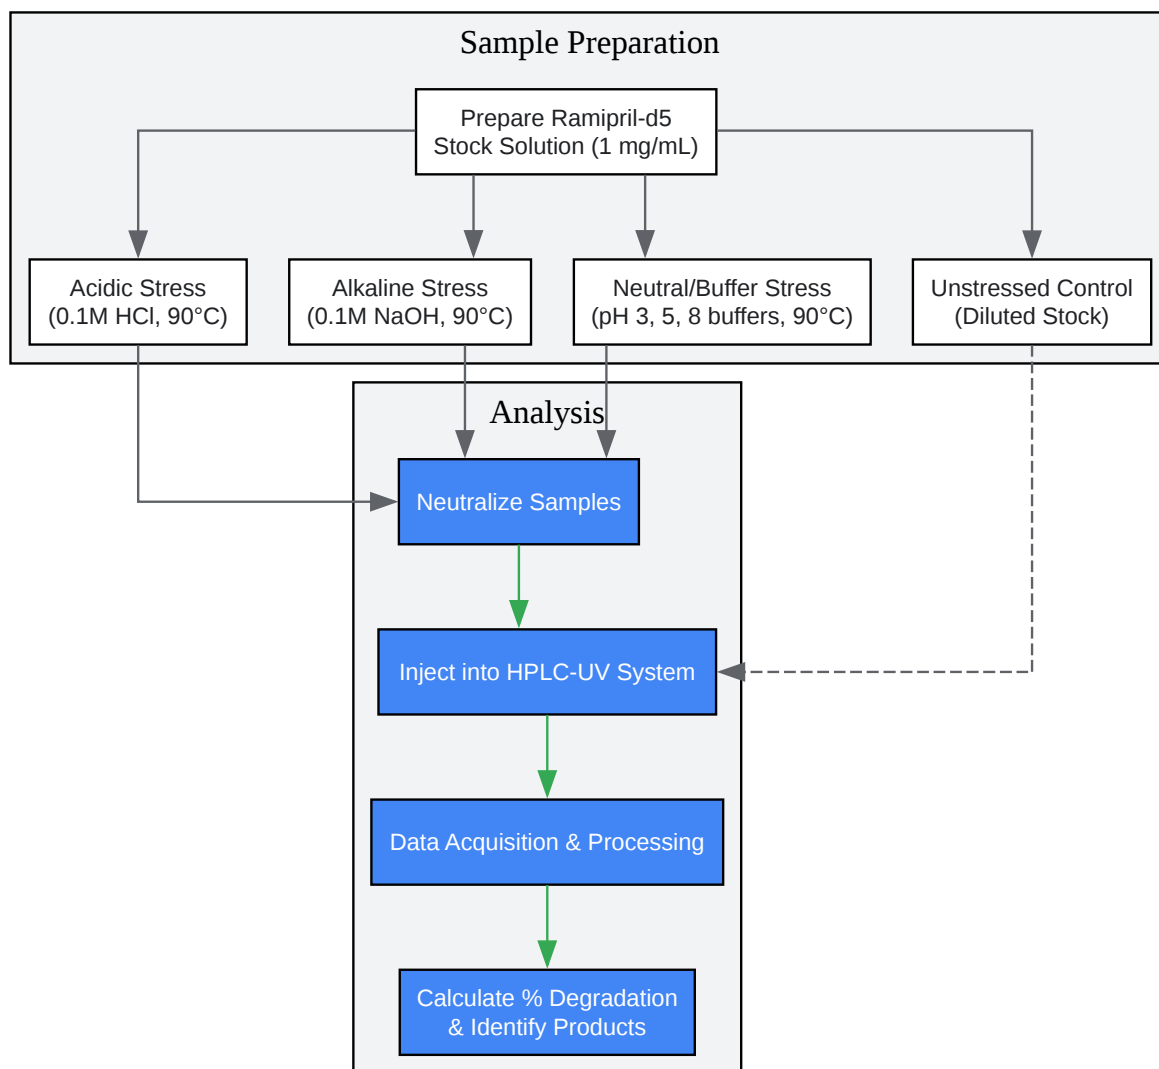 Sample Preparation
Prepare Ramipril-d5
Stock Solution (1 mg/mL)
Acidic Stress
(0.1M HCl, 90°C)
Alkaline Stress
(0.1M NaOH, 90°C)
Neutral/Buffer Stress
(pH 3, 5, 8 buffers, 90°C)
Unstressed Control
(Diluted Stock)
Analysis
Neutralize Samples
Inject into HPLC-UV System
Data Acquisition & Processing
Calculate % Degradation
& Identify Products